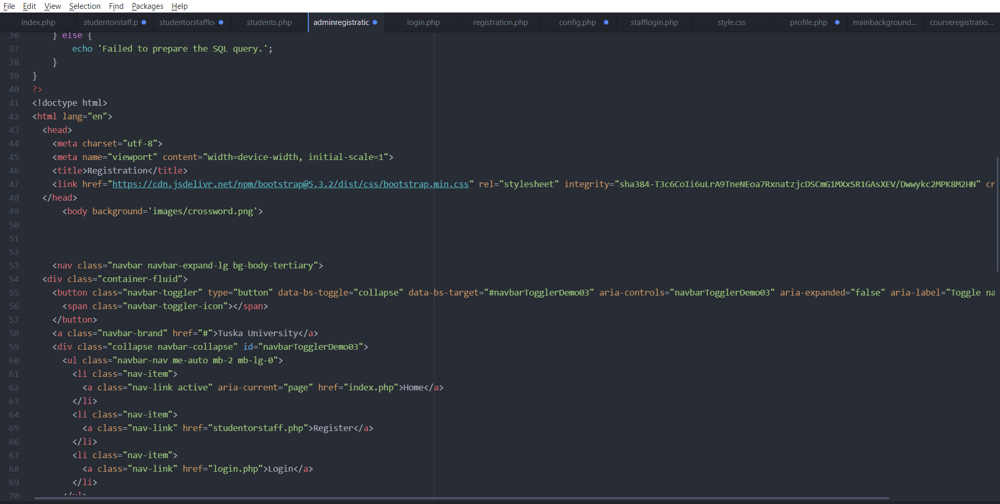 File Edit View Selection Find Packages Help
index.php studentorstaff.p studentorstafflo students.php adminregistratic login.php registration.php config.php stafflogin.php style.css profile.php mainbackground... courseregistratio...
36 } else {
37 echo 'Failed to prepare the SQL query.';
38 }
39 }
40 ?>
41 <!doctype html>
42 <html lang="en">
43 <head>
44 <meta charset="utf-8">
45 <meta name="viewport" content="width=device-width, initial-scale=1">
46 <title>Registration</title>
47 <link href="https://cdn.jsdelivr.net/npm/bootstrap@5.3.2/dist/css/bootstrap.min.css" rel="stylesheet" integrity="sha384-T3c6CoIi6uLrA9TneNEoa7RxnatzjcDSCmG1MXxSR1GAsXEV/Dwwykc2MPK8M2HN" cr
48 </head>
49 <body background='images/crossword.png'>
50
51
52
53 <nav class="navbar navbar-expand-lg bg-body-tertiary">
54 <div class="container-fluid">
55 <button class="navbar-toggler" type="button" data-bs-toggle="collapse" data-bs-target="#navbarTogglerDemo03" aria-controls="navbarTogglerDemo03" aria-expanded="false" aria-label="Toggle na
56 <span class="navbar-toggler-icon"></span>
57 </button>
58 <a class="navbar-brand" href="#">Tuska University</a>
59 <div class="collapse navbar-collapse" id="navbarTogglerDemo03">
60 <ul class="navbar-nav me-auto mb-2 mb-lg-0">
61 <li class="nav-item">
62 <a class="nav-link active" aria-current="page" href="index.php">Home</a>
63 </li>
64 <li class="nav-item">
65 <a class="nav-link" href="studentorstaff.php">Register</a>
66 </li>
67 <li class="nav-item">
68 <a class="nav-link" href="login.php">Login</a>
69 </li>
70 </ul>